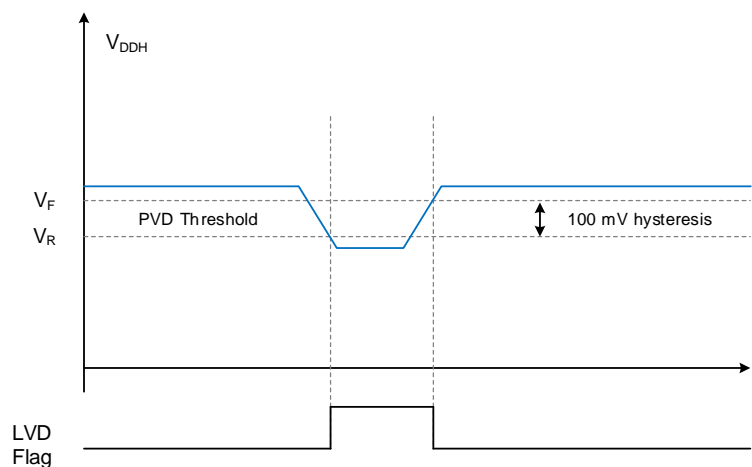 VDDH
VF
PVD Threshold
100 mV hysteresis
VR
LVD
Flag